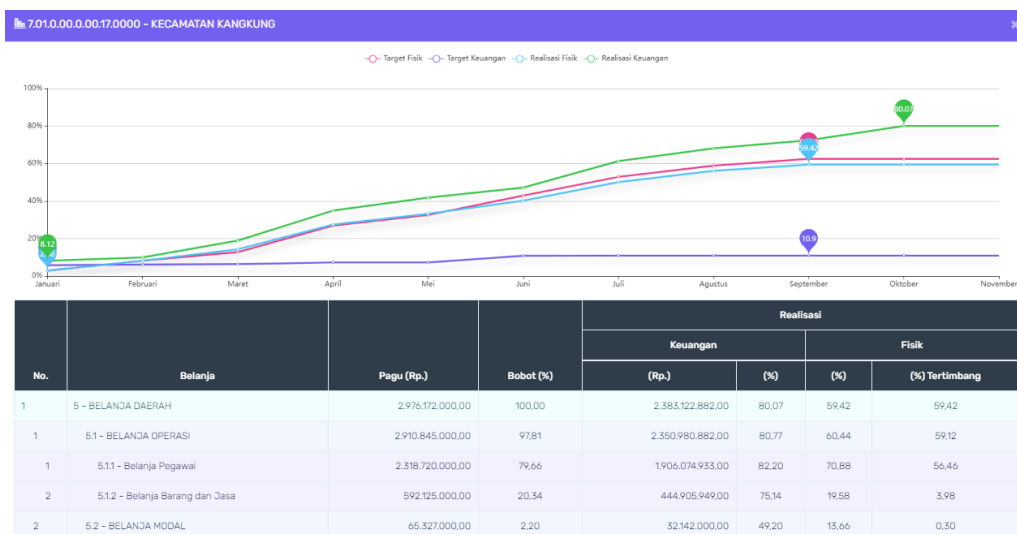 7.01.0.00.0.00.17.0000 - KECAMATAN KANGKUNG
Target Fisik Target Keuangan Realisasi Fisik Realisasi Keuangan
100%
80%
60%
40%
20%
0%
8.12
59.42
10.9
80.07
Januari Februari Maret April Mei Juni Juli Agustus September Oktober November
Realisasi
Keuangan Fisik
No. Belanja Pagu (Rp.) Bobot (%) (Rp.) (%) (%) (%) Tertimbang
1 5 - BELANJA DAERAH 2.976.172.000,00 100,00 2.383.122.882,00 80,07 59,42 59,42
1 5.1 - BELANJA OPERASI 2.910.845.000,00 97,81 2.350.980.882,00 80,77 60,44 59,12
1 5.1.1 - Belanja Pegawai 2.318.720.000,00 79,66 1.906.074.933,00 82,20 70,88 56,46
2 5.1.2 - Belanja Barang dan Jasa 592.125.000,00 20,34 444.905.949,00 75,14 19,58 3,98
2 5.2 - BELANJA MODAL 65.327.000,00 2,20 32.142.000,00 49,20 13,66 0,30